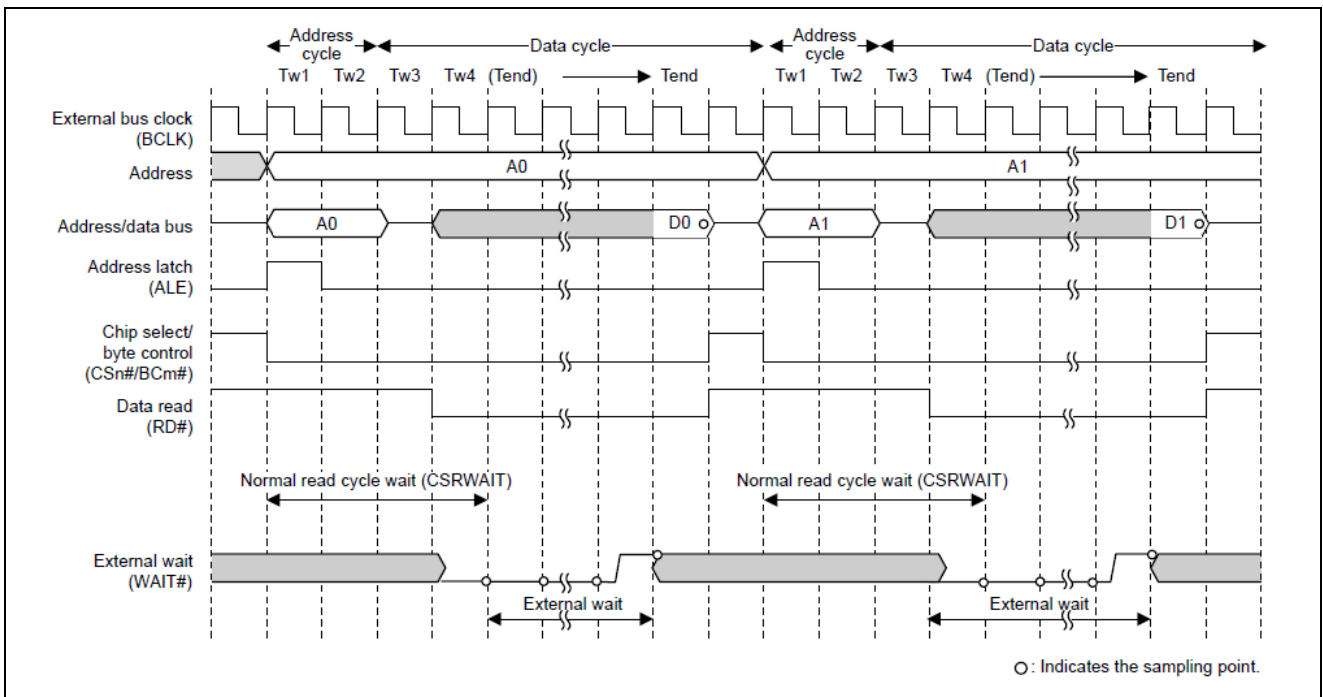 Address cycle
Data cycle
Address cycle
Data cycle
Tw1 Tw2 Tw3 Tw4 (Tend) Tend Tw1 Tw2 Tw3 Tw4 (Tend) Tend
External bus clock
(BCLK)
Address
A0
A1
Address/data bus
A0
D0
A1
D1
Address latch
(ALE)
Chip select/
byte control
(CSn#/BCm#)
Data read
(RD#)
Normal read cycle wait (CSRWAIT)
Normal read cycle wait (CSRWAIT)
External wait
(WAIT#)
External wait
External wait
: Indicates the sampling point.